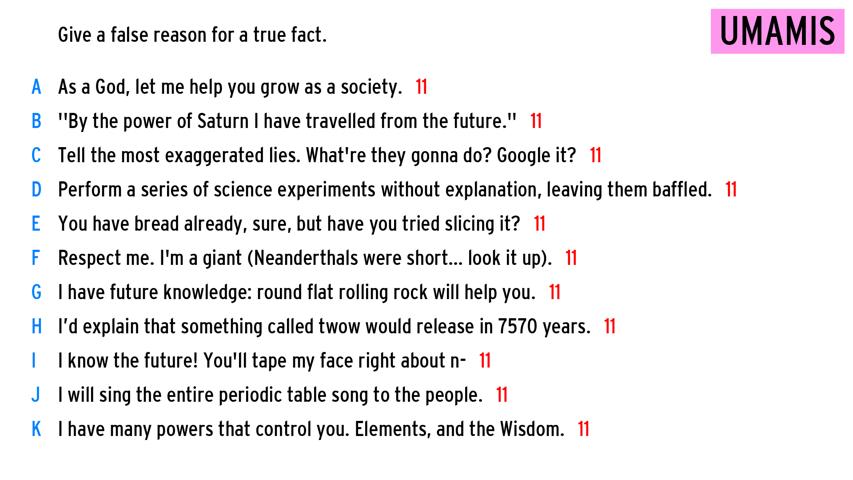 Give a false reason for a true fact.
UMAMIS
A As a God, let me help you grow as a society. 11
B "By the power of Saturn I have travelled from the future." 11
C Tell the most exaggerated lies. What're they gonna do? Google it? 11
D Perform a series of science experiments without explanation, leaving them baffled. 11
E You have bread already, sure, but have you tried slicing it? 11
F Respect me. I'm a giant (Neanderthals were short... look it up). 11
G I have future knowledge: round flat rolling rock will help you. 11
H I’d explain that something called twow would release in 7570 years. 11
I I know the future! You'll tape my face right about n- 11
J I will sing the entire periodic table song to the people. 11
K I have many powers that control you. Elements, and the Wisdom. 11